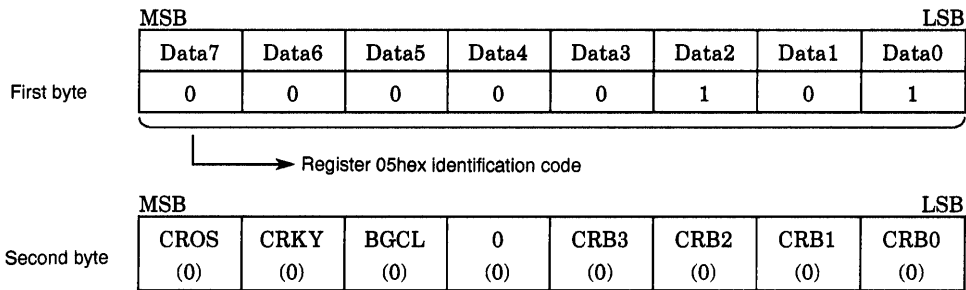 MSB LSB
Data7 Data6 Data5 Data4 Data3 Data2 Data1 Data0
First byte 0 0 0 0 0 1 0 1
Register 05hex identification code
MSB LSB
Second byte CROS CRKY BGCL 0 CRB3 CRB2 CRB1 CRB0
(0) (0) (0) (0) (0) (0) (0) (0)